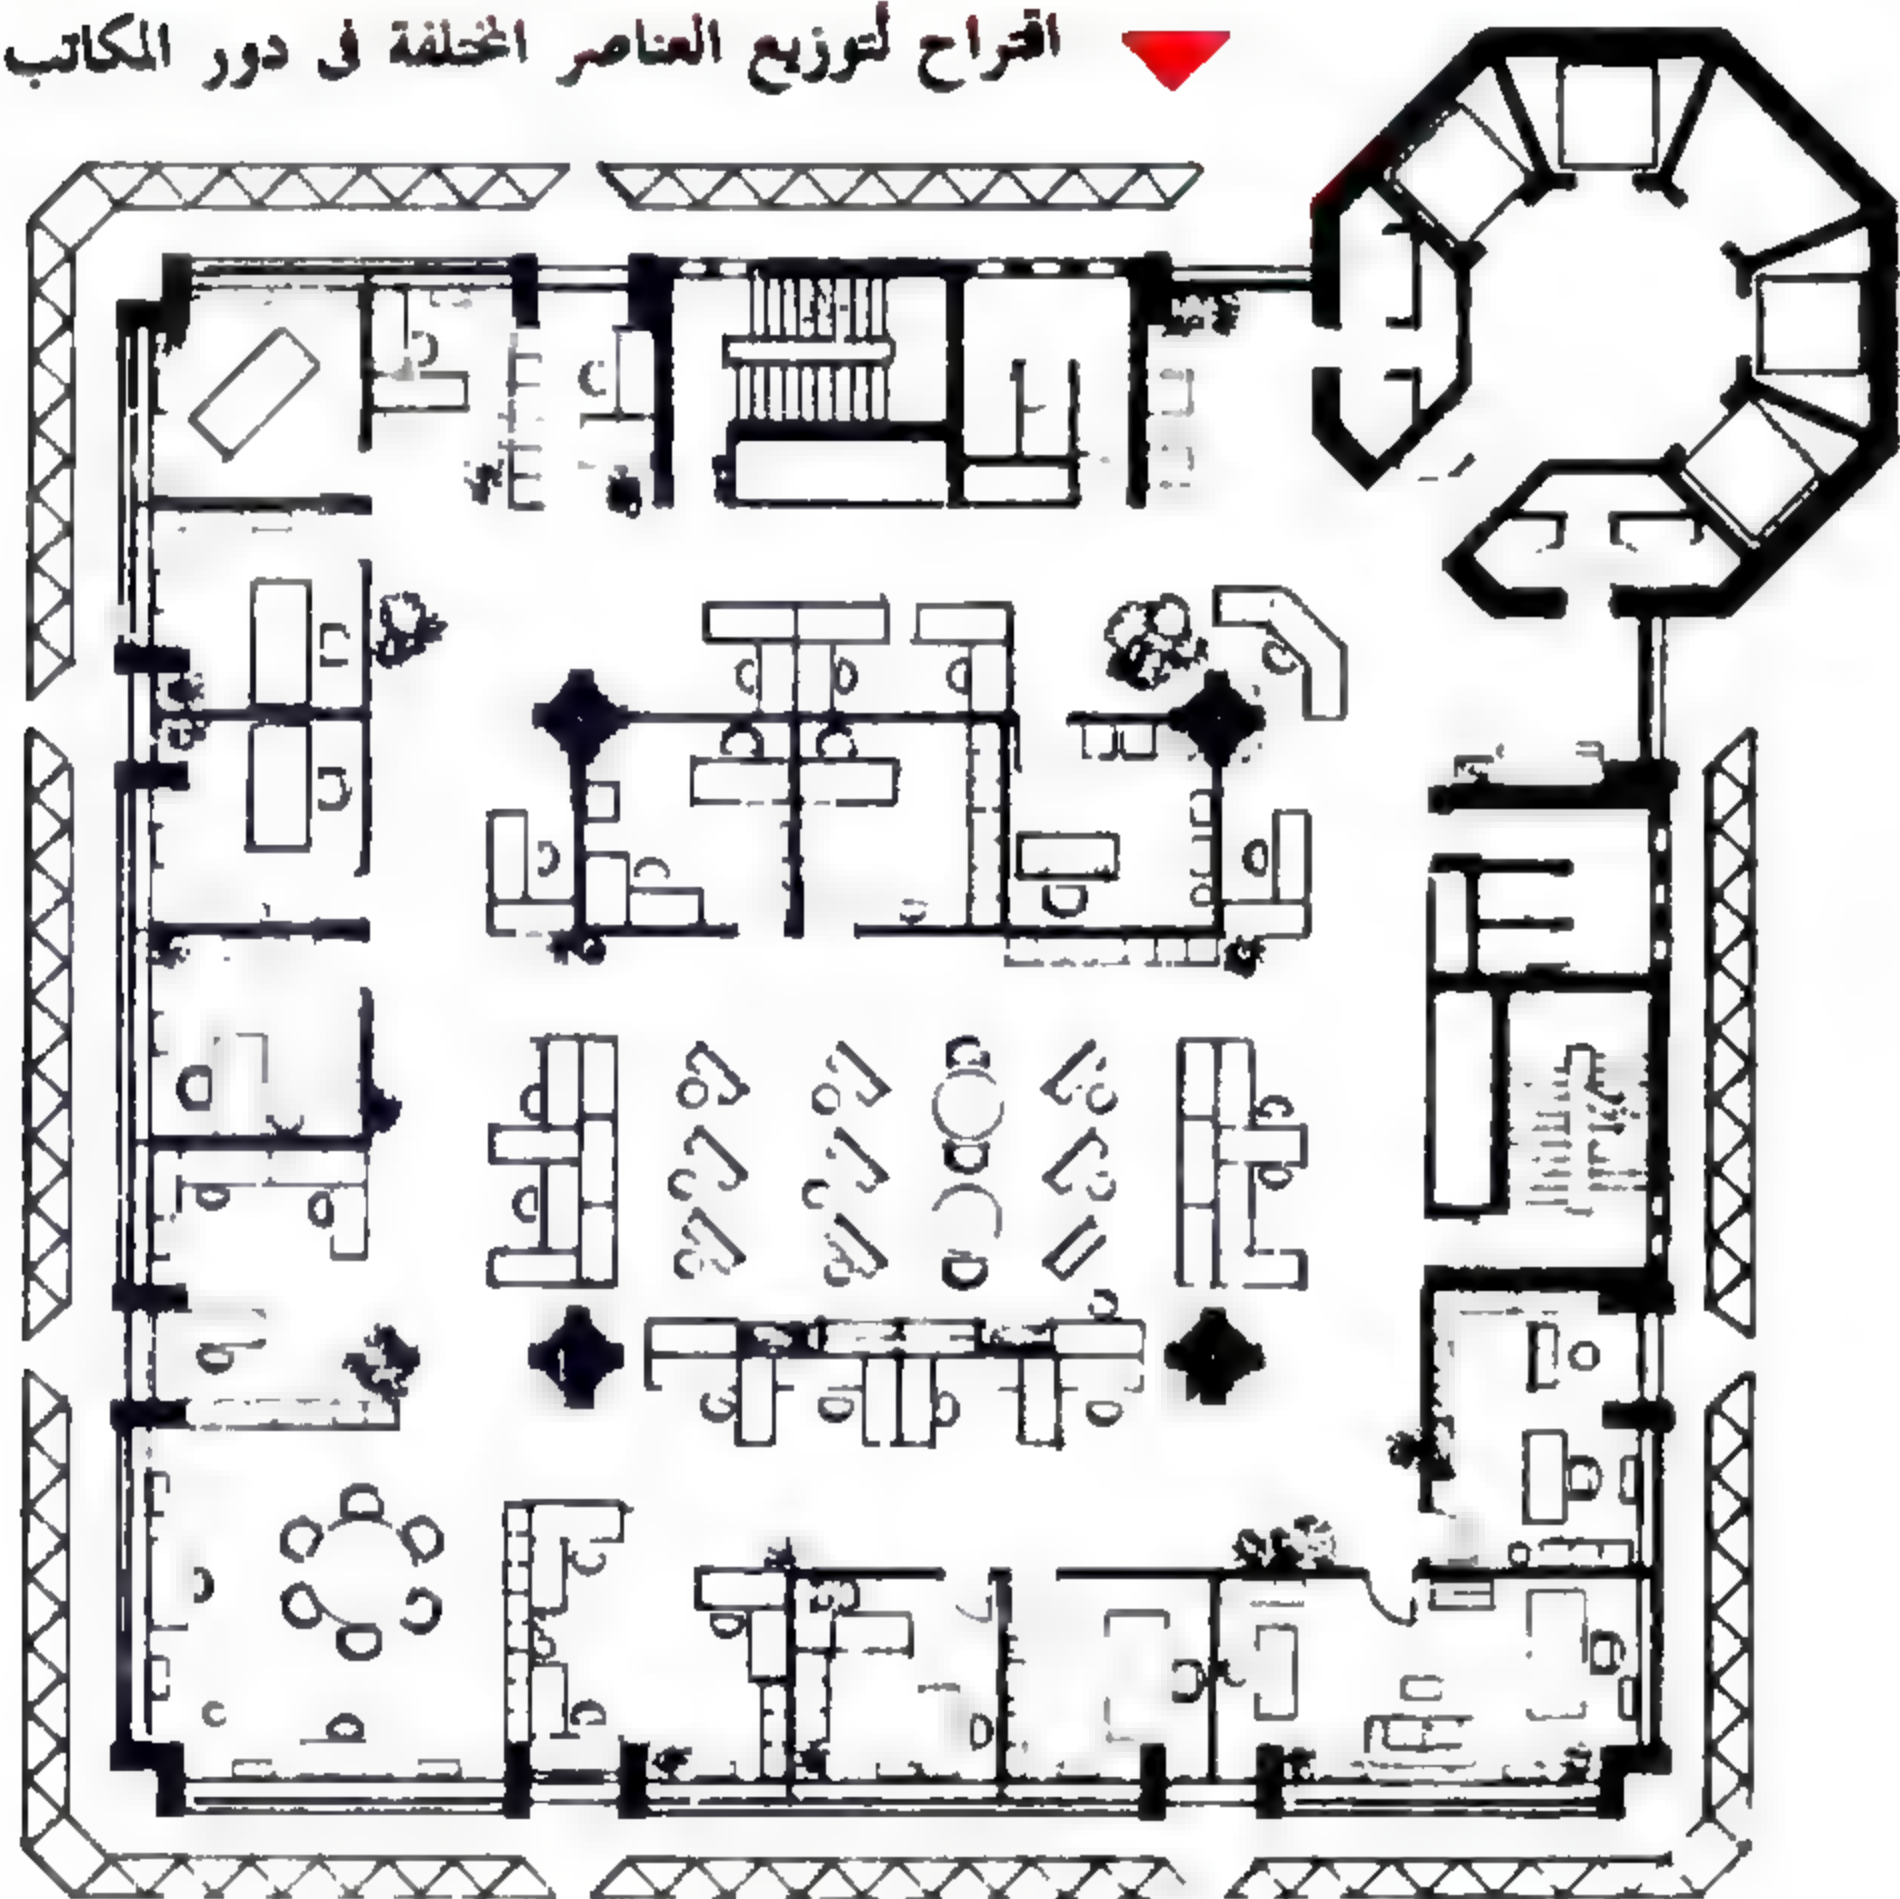 اقتراح لتوزيع العناصر المختلفة فى دور المكاتب